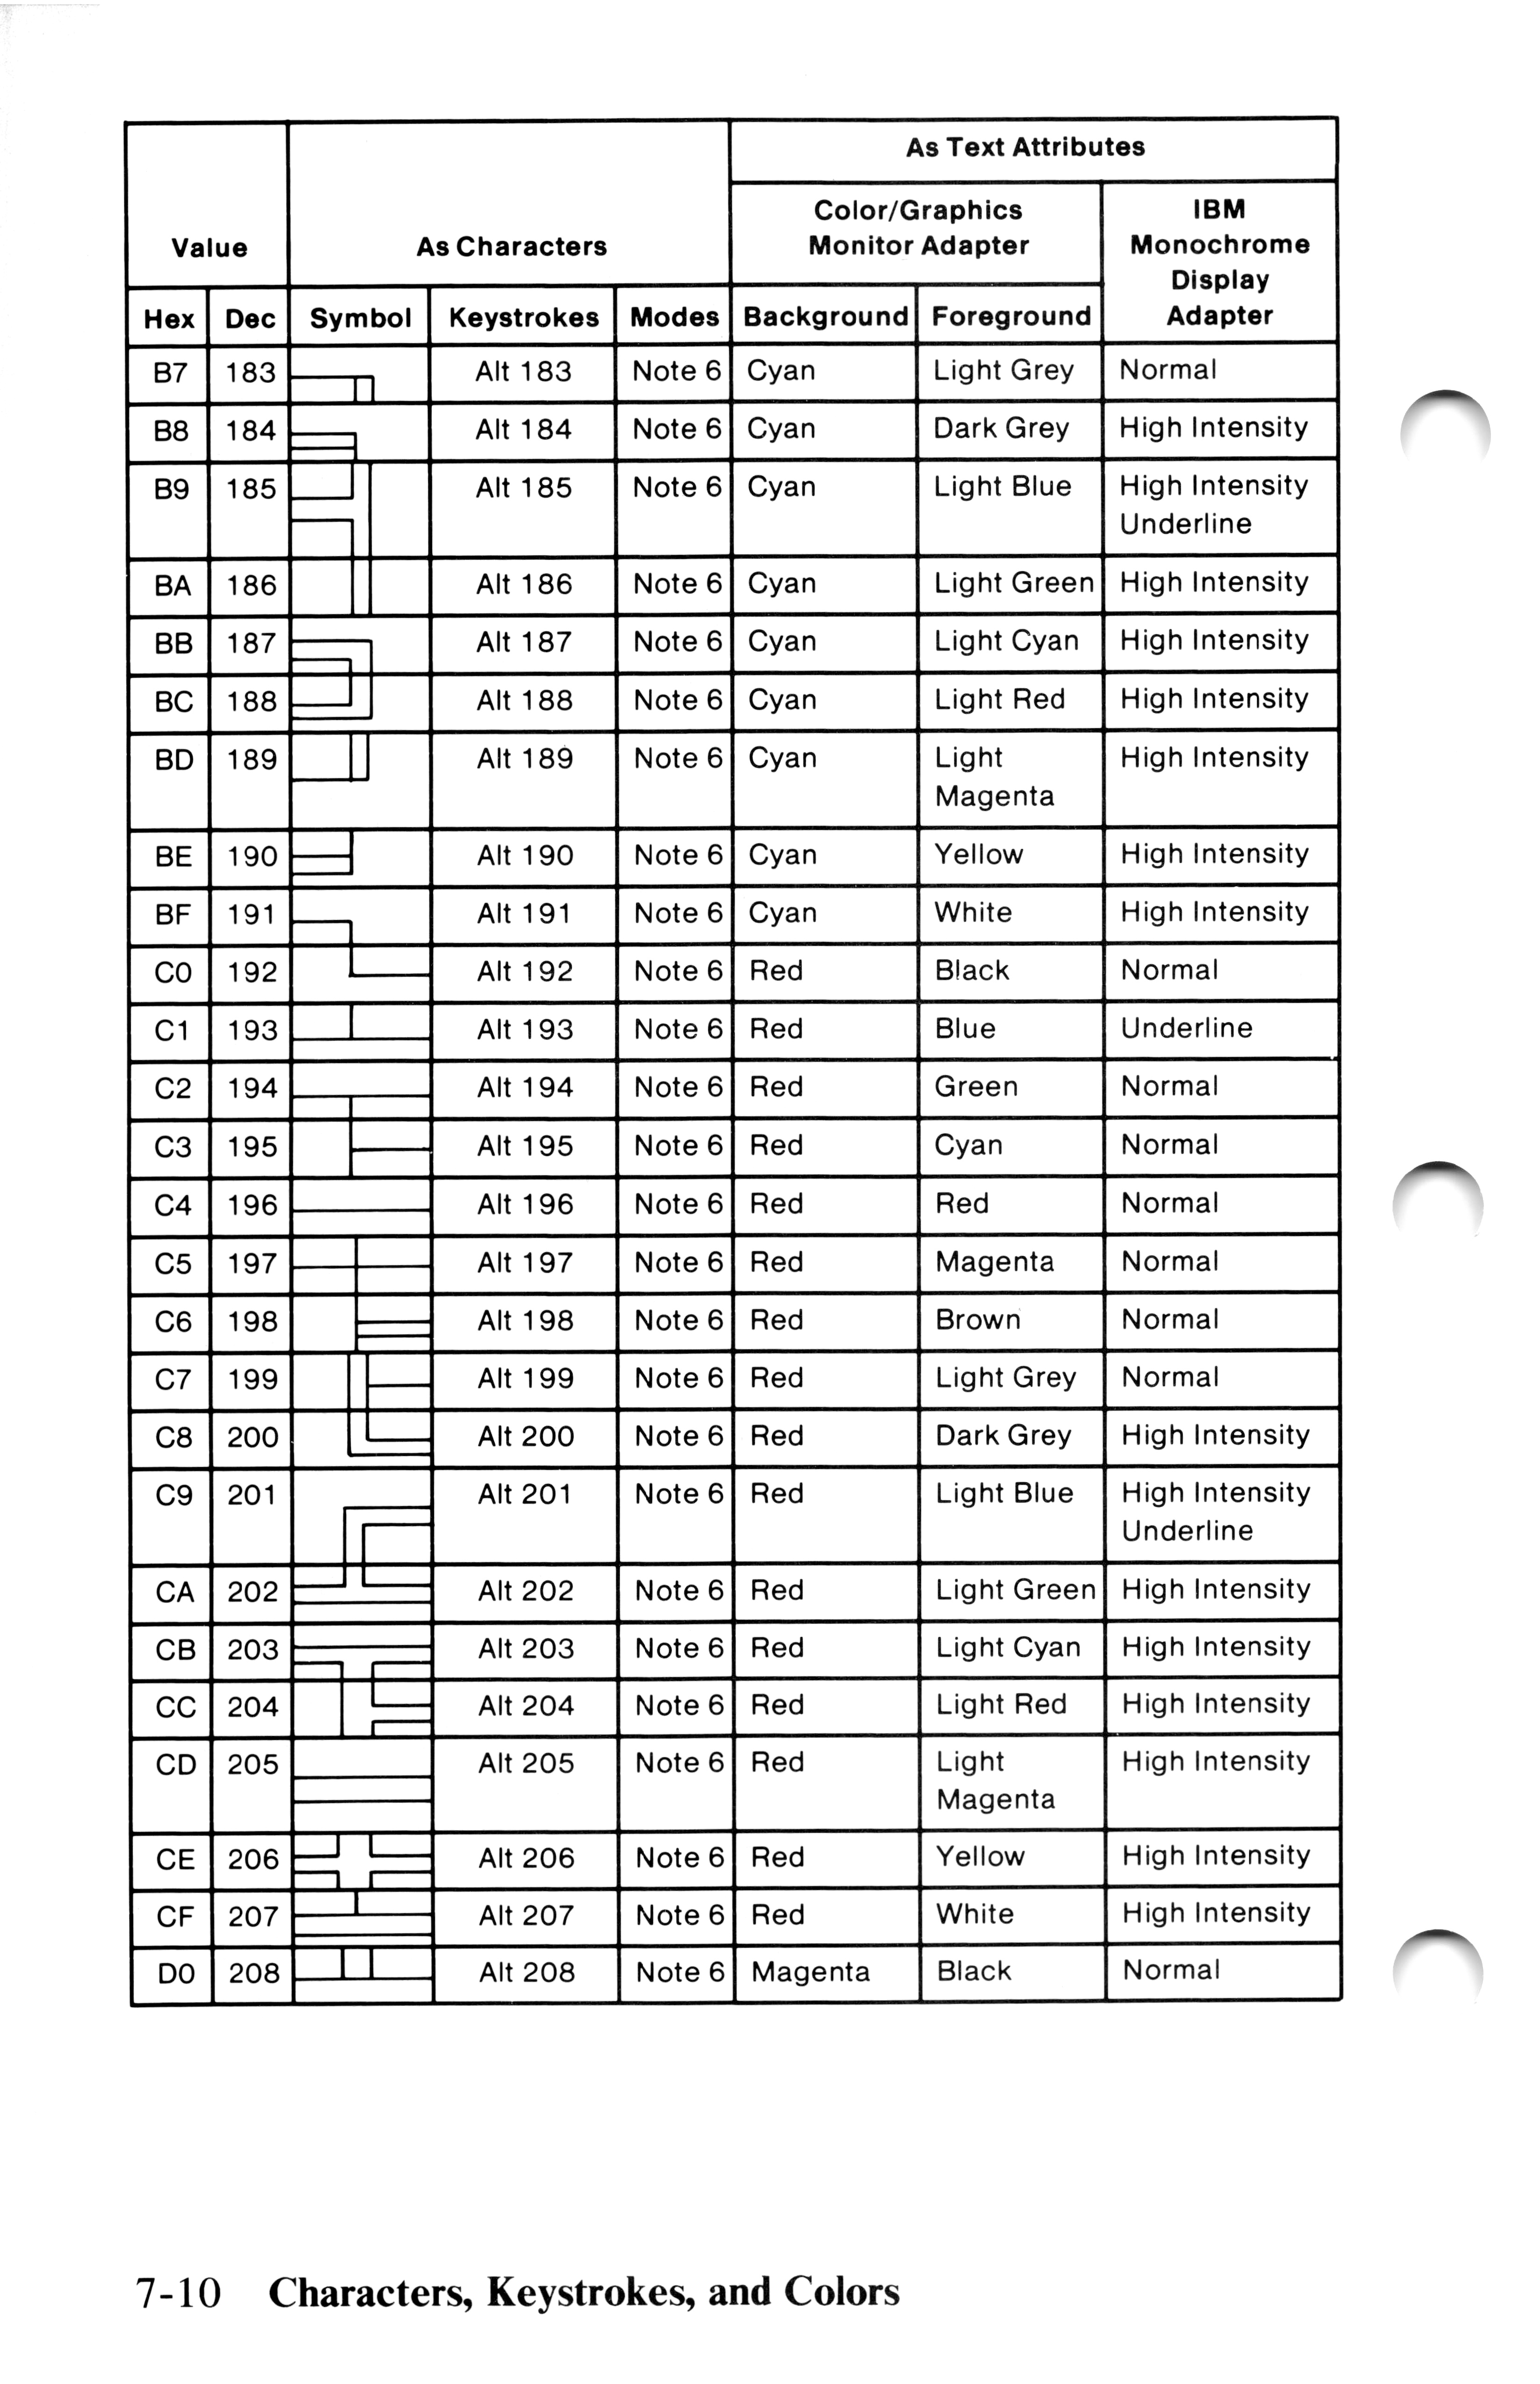 As Text Attributes
Value As Characters Color/Graphics Monitor Adapter IBM Monochrome Display Adapter
Hex Dec Symbol Keystrokes Modes Background Foreground
B7 183 Alt 183 Note 6 Cyan Light Grey Normal
B8 184 Alt 184 Note 6 Cyan Dark Grey High Intensity
B9 185 Alt 185 Note 6 Cyan Light Blue High Intensity
Underline
BA 186 Alt 186 Note 6 Cyan Light Green High Intensity
BB 187 Alt 187 Note 6 Cyan Light Cyan High Intensity
BC 188 Alt 188 Note 6 Cyan Light Red High Intensity
BD 189 Alt 189 Note 6 Cyan Light High Intensity
Magenta
BE 190 Alt 190 Note 6 Cyan Yellow High Intensity
BF 191 Alt 191 Note 6 Cyan White High Intensity
C0 192 Alt 192 Note 6 Red Black Normal
C1 193 Alt 193 Note 6 Red Blue Underline
C2 194 Alt 194 Note 6 Red Green Normal
C3 195 Alt 195 Note 6 Red Cyan Normal
C4 196 Alt 196 Note 6 Red Red Normal
C5 197 Alt 197 Note 6 Red Magenta Normal
C6 198 Alt 198 Note 6 Red Brown Normal
C7 199 Alt 199 Note 6 Red Light Grey Normal
C8 200 Alt 200 Note 6 Red Dark Grey High Intensity
C9 201 Alt 201 Note 6 Red Light Blue High Intensity
Underline
CA 202 Alt 202 Note 6 Red Light Green High Intensity
CB 203 Alt 203 Note 6 Red Light Cyan High Intensity
CC 204 Alt 204 Note 6 Red Light Red High Intensity
CD 205 Alt 205 Note 6 Red Light High Intensity
Magenta
CE 206 Alt 206 Note 6 Red Yellow High Intensity
CF 207 Alt 207 Note 6 Red White High Intensity
D0 208 Alt 208 Note 6 Magenta Black Normal
7-10 Characters, Keystrokes, and Colors